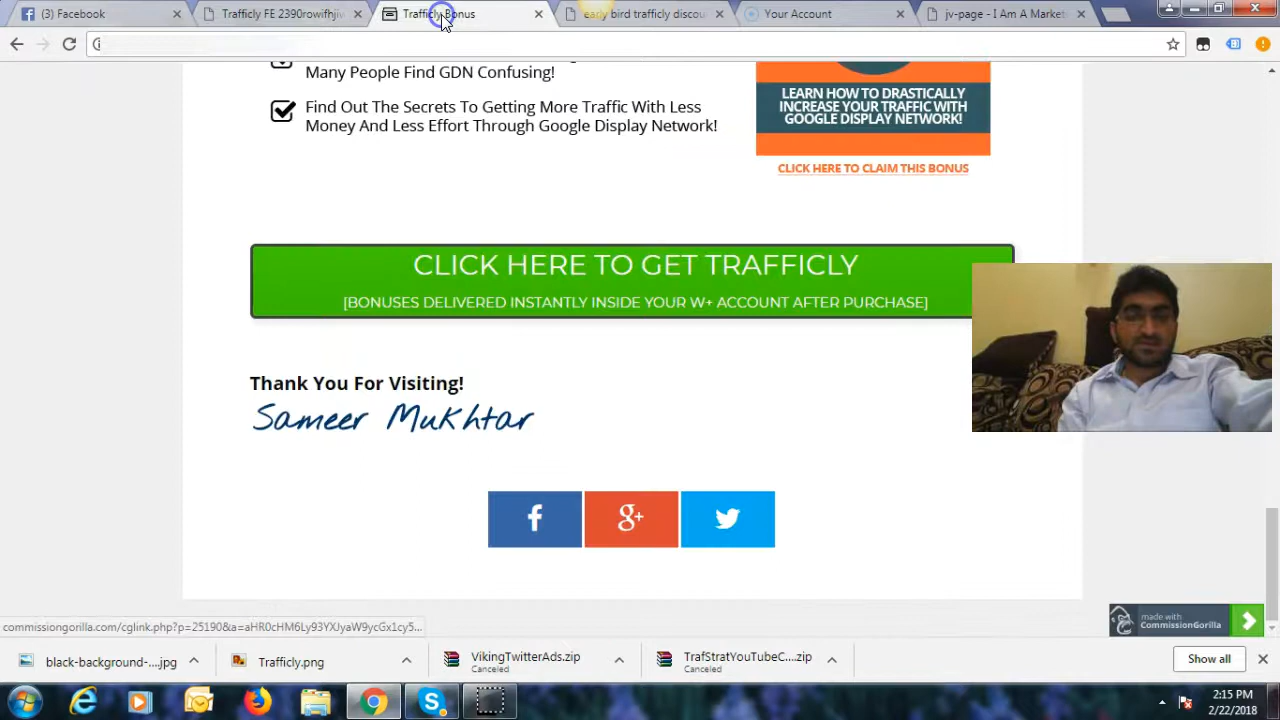 (3) Facebook
Trafficly FE 2390rowifhjiv
Trafficly Bonus
early bird trafficly discou
Your Account
jv-page - I Am A Market
Many People Find GDN Confusing!
Find Out The Secrets To Getting More Traffic With Less
Money And Less Effort Through Google Display Network!
LEARN HOW TO DRASTICALLY
INCREASE YOUR TRAFFIC WITH
GOOGLE DISPLAY NETWORK!
CLICK HERE TO CLAIM THIS BONUS
CLICK HERE TO GET TRAFFICLY
[BONUSES DELIVERED INSTANTLY INSIDE YOUR W+ ACCOUNT AFTER PURCHASE]
Thank You For Visiting!
Sameer Mukhtar
f
g+
made with
COMMISSIONGORILLA
commissiongorilla.com/cglink.php?p=25190&a=aHR0cHM6Ly93YXJyaW9ycGx1cy5...
black-background-....jpg
Trafficly.png
VikingTwitterAds.zip
Canceled
TrafStratYouTubeC....zip
Canceled
Show all
2:15 PM
2/22/2018